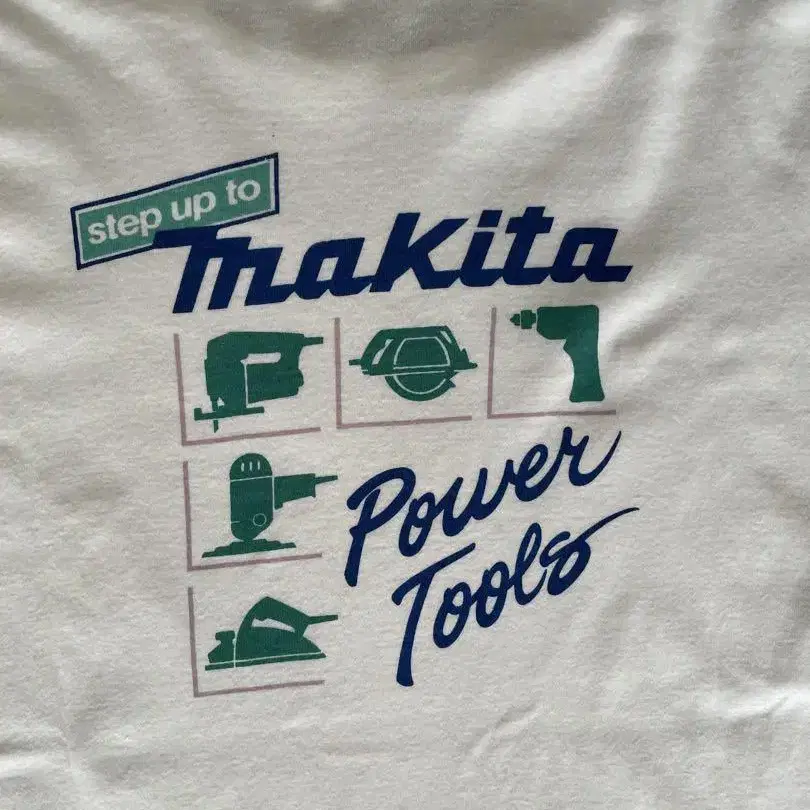 step up to
makita
Power
Tools